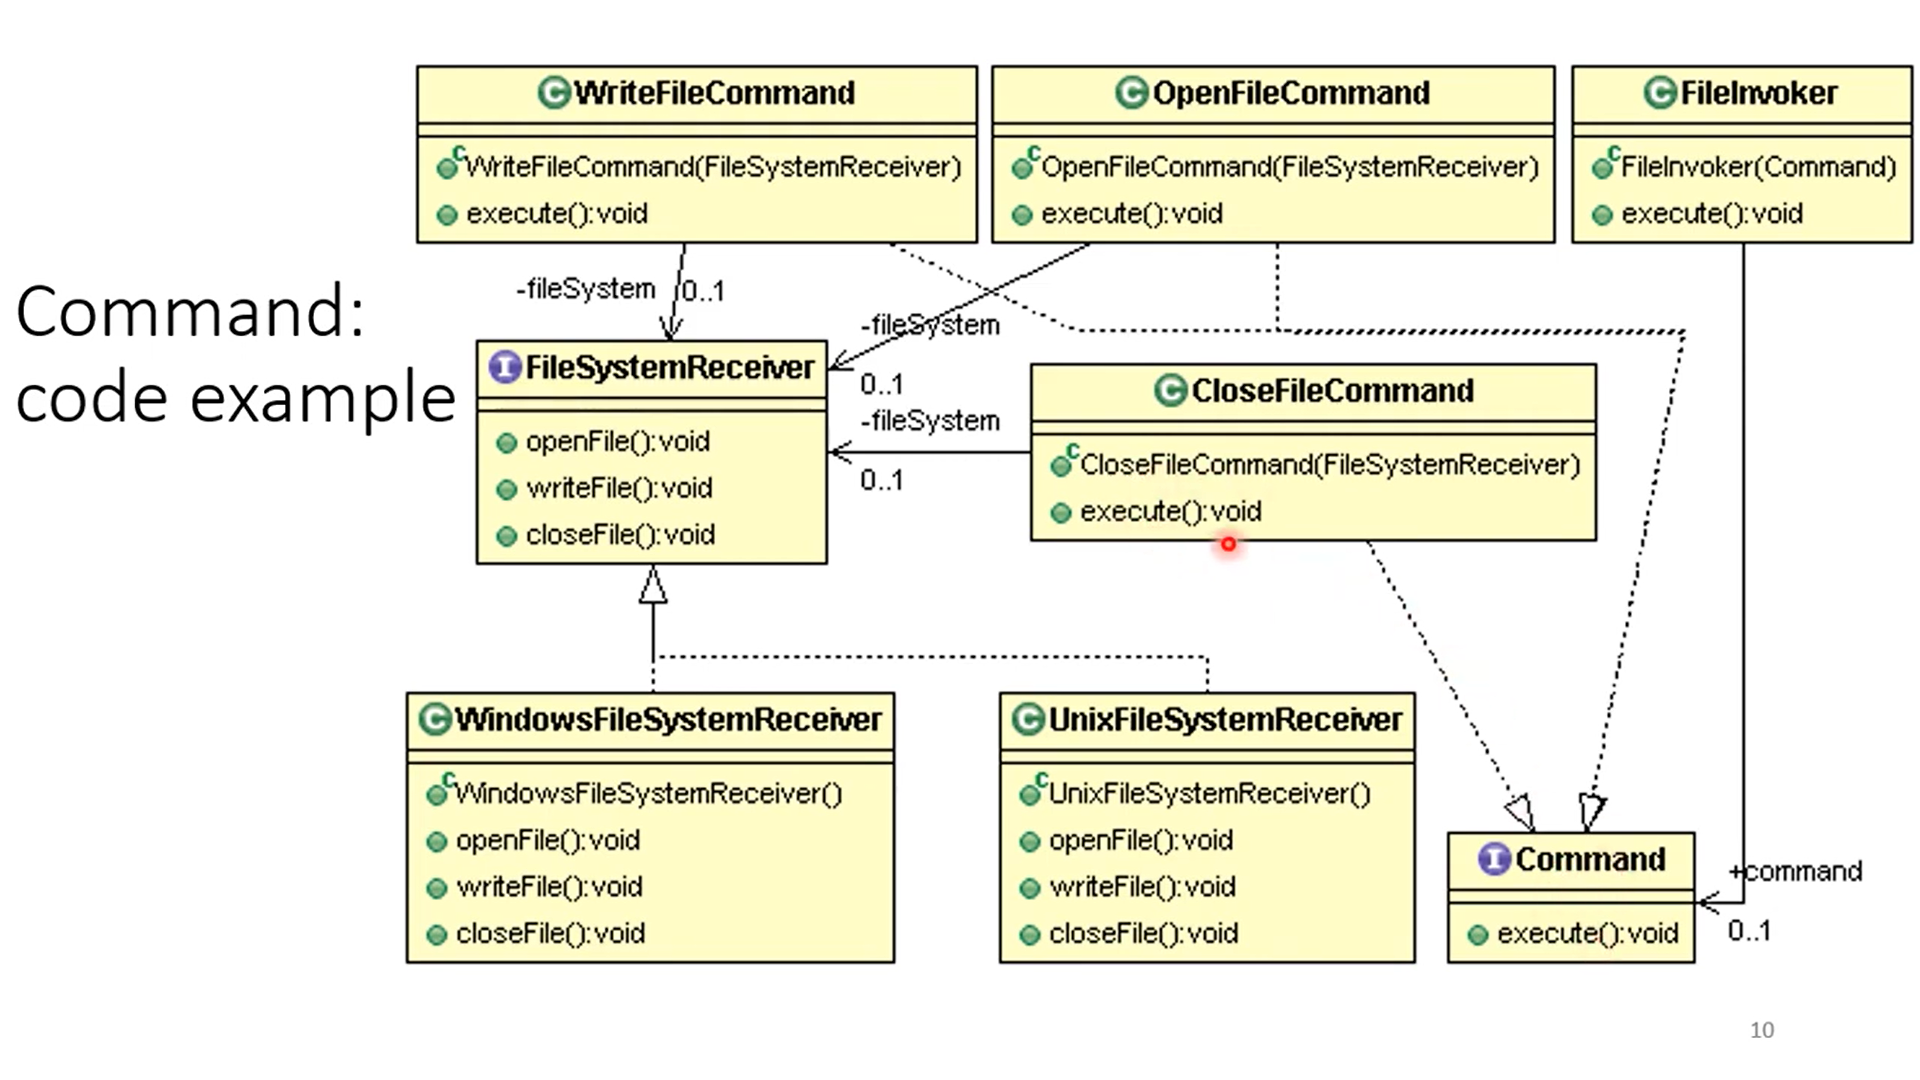 Command:
code example
WriteFileCommand
WriteFileCommand(FileSystemReceiver)
execute():void
OpenFileCommand
OpenFileCommand(FileSystemReceiver)
execute():void
FileInvoker
FileInvoker(Command)
execute():void
-fileSystem
0..1
-fileSystem
0..1
-fileSystem
0..1
FileSystemReceiver
openFile():void
writeFile():void
closeFile():void
CloseFileCommand
CloseFileCommand(FileSystemReceiver)
execute():void
WindowsFileSystemReceiver
WindowsFileSystemReceiver()
openFile():void
writeFile():void
closeFile():void
UnixFileSystemReceiver
UnixFileSystemReceiver()
openFile():void
writeFile():void
closeFile():void
Command
execute():void
+command
0..1
10